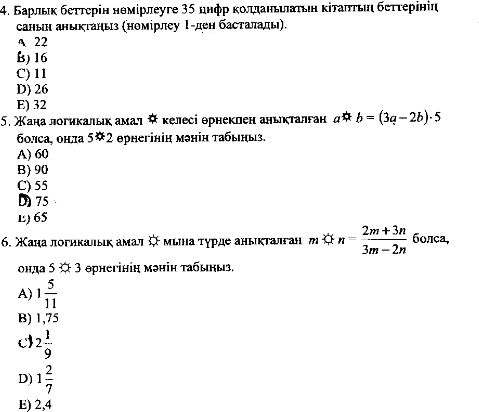 4. Барлық беттерін нөмірлеуге 35 цифр қолданылатын кітаптың беттерінің
санын анықтаңыз (нөмірлеу 1-ден басталады).
A 22
B) 16
C) 11
D) 26
E) 32
5. Жаңа логикалық амал ☼ келесі өрнекпен анықталған a☼ b = (3a – 2b)·5
болса, онда 5☼2 өрнегінің мәнін табыңыз.
A) 60
B) 90
C) 55
D) 75
E) 65
6. Жаңа логикалық амал ☼ мына түрде анықталған m ☼ n = (2m + 3n)/(3m – 2n) болса,
онда 5 ☼ 3 өрнегінің мәнін табыңыз.
A) 1 5/11
B) 1,75
C) 2 1/9
D) 1 2/7
E) 2,4